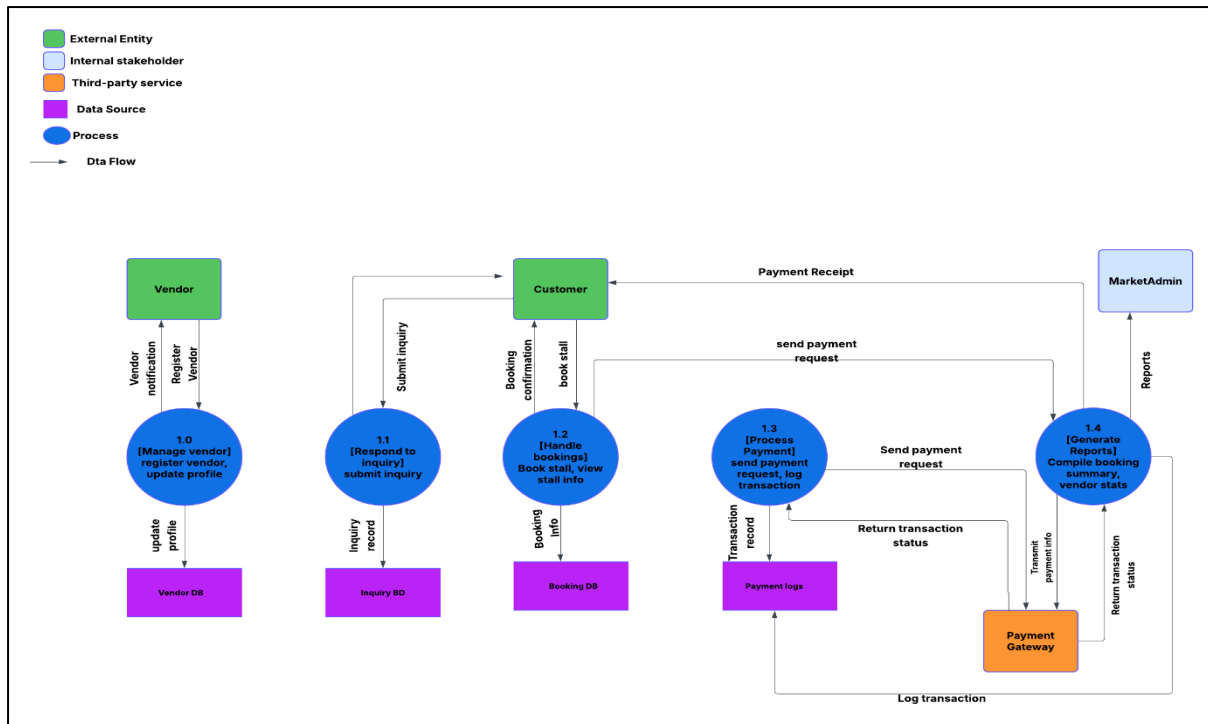 External Entity
Internal stakeholder
Third-party service
Data Source
Process
Dta Flow
Vendor
Customer
Payment Receipt
MarketAdmin
Vendor
notification
Register
Vendor
Submit inquiry
Booking
confirmation
book stall
send payment
request
Reports
1.0
[Manage vendor]
register vendor,
update profile
1.1
[Respond to
inquiry]
submit inquiry
1.2
[Handle
bookings]
Book stall, view
stall info
1.3
[Process
Payment]
send payment
request, log
transaction
Send payment
request
1.4
[Generate
Reports]
Compile booking
summary,
vendor stats
update
profile
Inquiry
record
Booking
Info
Transaction
record
Return transaction
status
Transmit
payment info
Return transaction
status
Vendor DB
Inquiry BD
Booking DB
Payment logs
Payment
Gateway
Log transaction